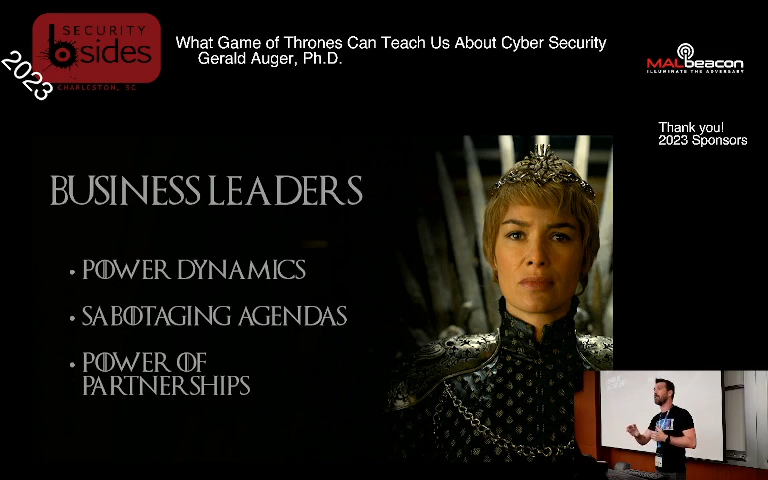 SECURITY
bsides
2023
CHARLESTON, SC
What Game of Thrones Can Teach Us About Cyber Security
Gerald Auger, Ph.D.
MALbeacon
ILLUMINATE THE ADVERSARY
Thank you!
2023 Sponsors
BUSINESS LEADERS
• POWER DYNAMICS
• SABOTAGING AGENDAS
• POWER OF
PARTNERSHIPS